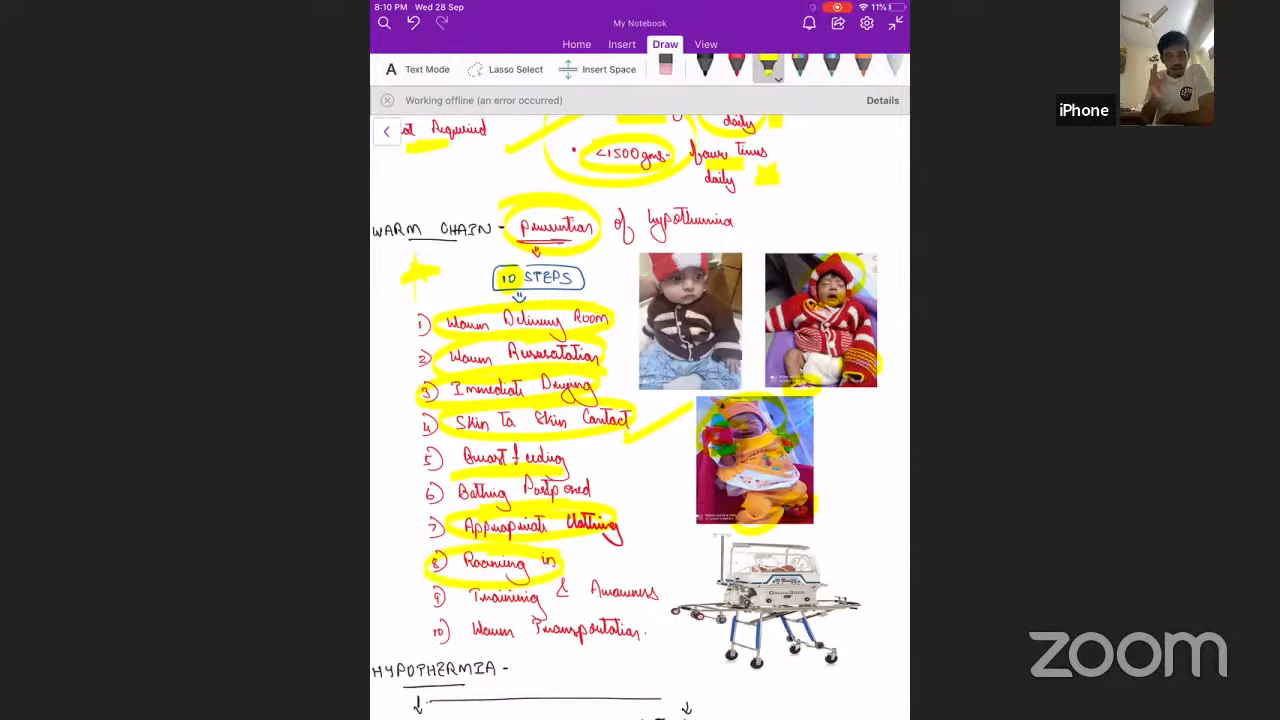 8:10 PM Wed 28 Sep
11%
My Notebook
Home Insert Draw View
A Text Mode Lasso Select Insert Space
Working offline (an error occurred) Details
iPhone
Required
daily
• <1500gms- times
daily
WARM CHAIN - prevention of hypothermia
10 STEPS
1) Warm Delivery Room
2) Warm Resuscitation
3) Immediate Drying
4) Skin To Skin Contact
5) Breast feeding
6) Bathing Postponed
7) Appropriate Clothing
8) Rooming in
9) Training & Awareness
10) Warm Transportation.
HYPOTHERMIA -
zoom